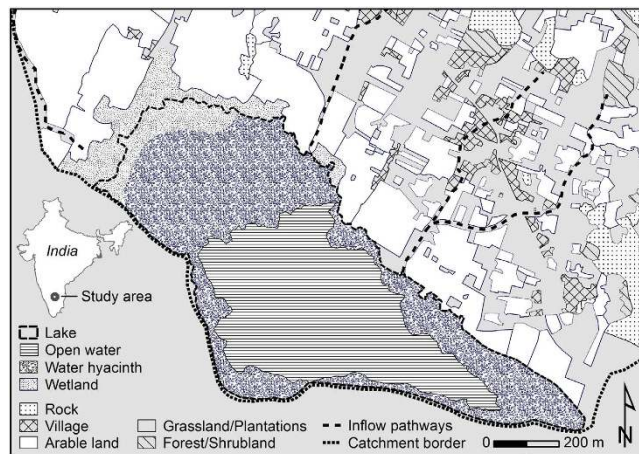 India
Study area
Lake
Open water
Water hyacinth
Wetland
Rock
Village
Arable land
Grassland/Plantations
Forest/Shrubland
Inflow pathways
Catchment border
0 200 m
N